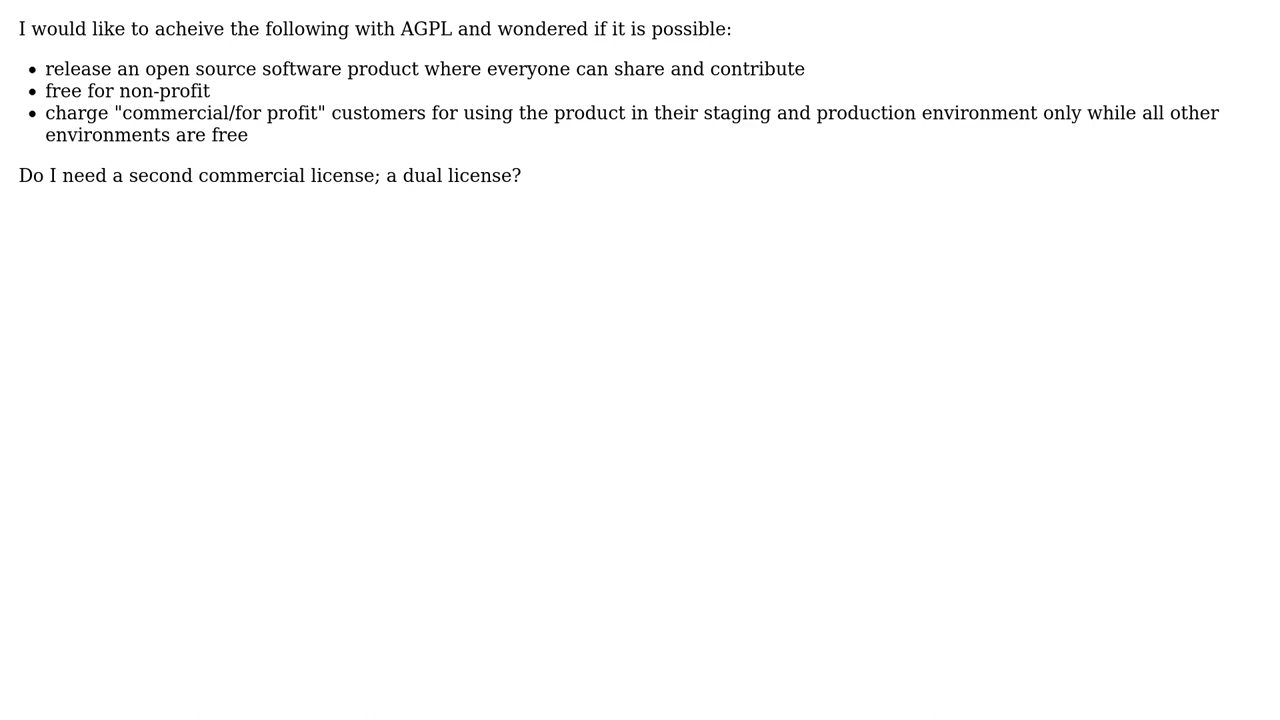 I would like to acheive the following with AGPL and wondered if it is possible:
• release an open source software product where everyone can share and contribute
• free for non-profit
• charge "commercial/for profit" customers for using the product in their staging and production environment only while all other
environments are free
Do I need a second commercial license; a dual license?